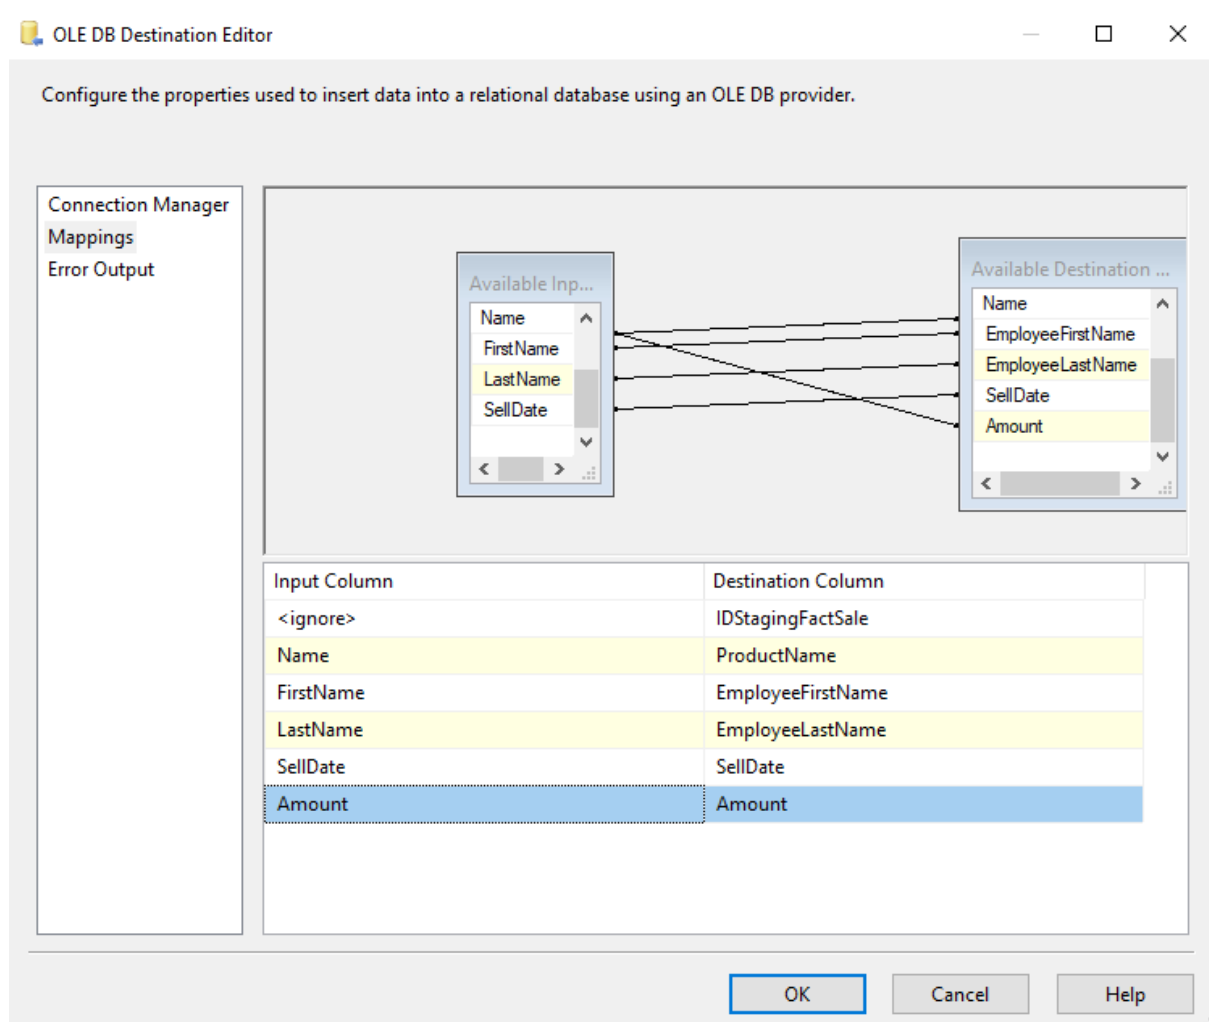 OLE DB Destination Editor
Configure the properties used to insert data into a relational database using an OLE DB provider.
Connection Manager
Mappings
Error Output
Available Inp...
Name
FirstName
LastName
SellDate
Available Destination ...
Name
EmployeeFirstName
EmployeeLastName
SellDate
Amount
Input Column Destination Column
<ignore> IDStagingFactSale
Name ProductName
FirstName EmployeeFirstName
LastName EmployeeLastName
SellDate SellDate
Amount Amount
OK Cancel Help